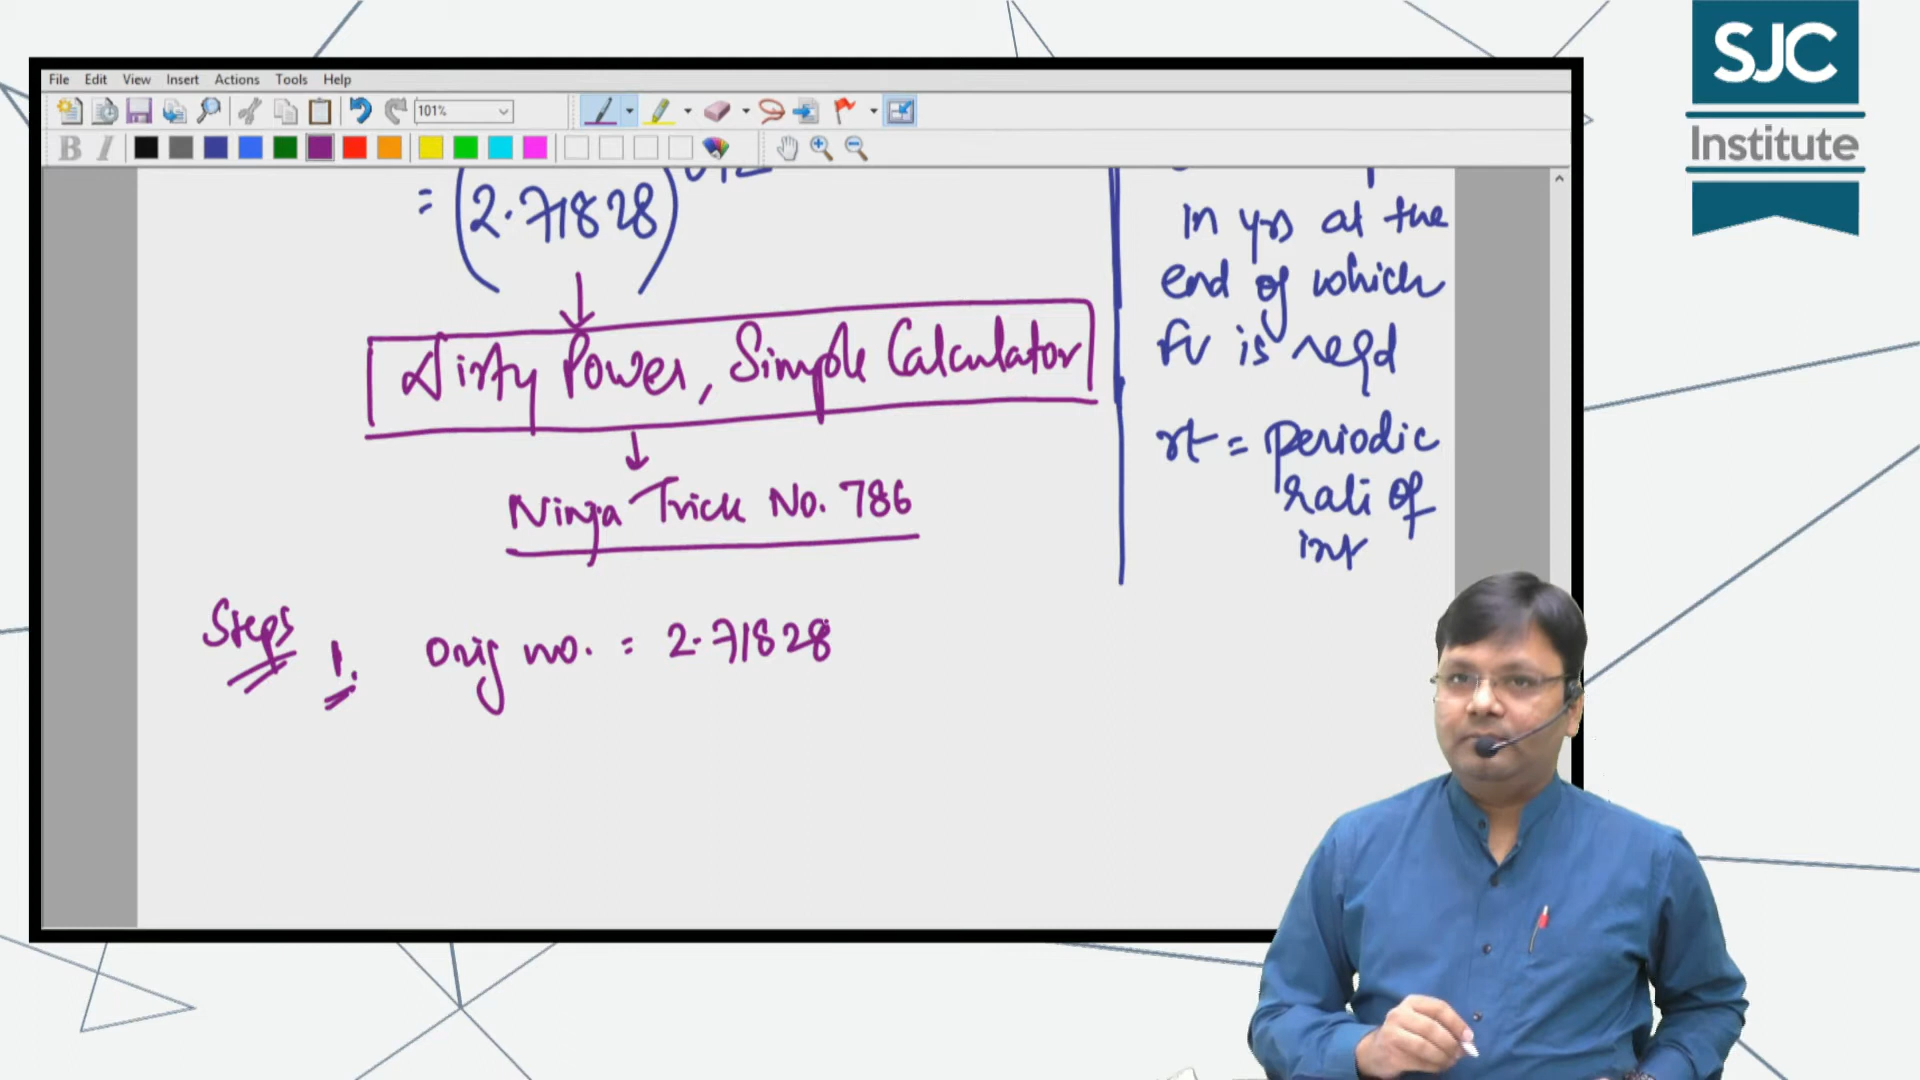 SJC
Institute
File Edit View Insert Actions Tools Help
101%
B I
= (2.71828)
Dirty Power, Simple Calculator
Ninja Trick No. 786
Steps
1. Orig no. = 2.71828
in yrs at the
end of which
fv is reqd
rt = periodic
rate of
int